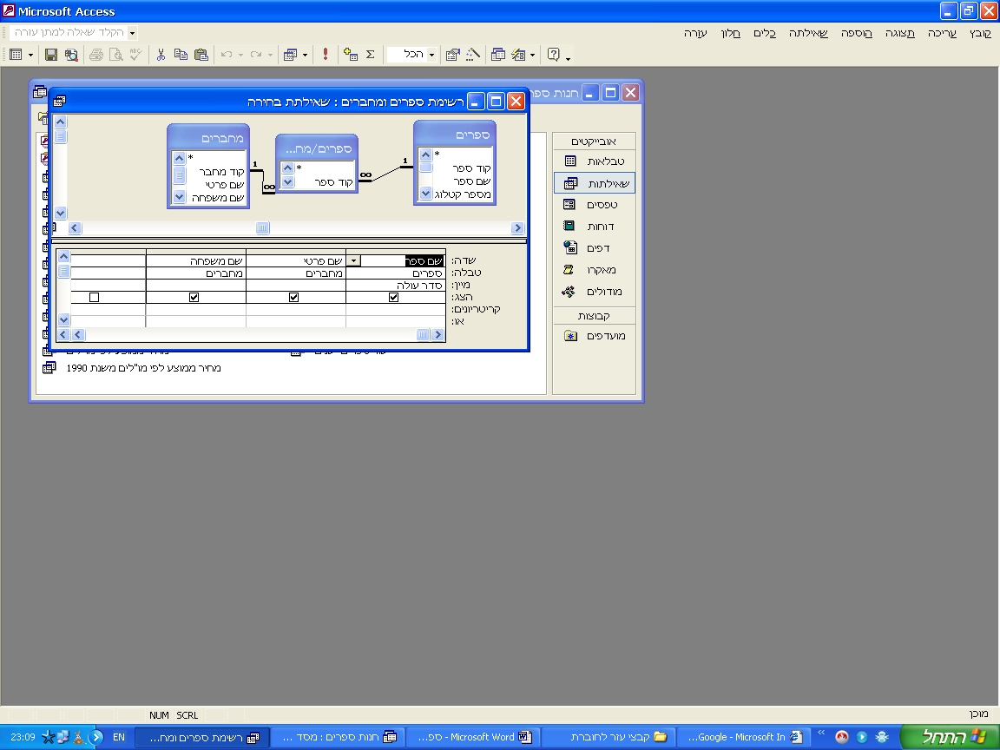 Microsoft Access
קובץ עריכה תצוגה הוספה שאילתה כלים חלון עזרה
הקלד שאלה למתן עזרה
הכל
חנות ספר
רשימת ספרים ומחברים : שאילתת בחירה
ספרים
*
קוד ספר
שם ספר
מספר קטלוג
ספרים/מח...
*
קוד ספר
מחברים
*
קוד מחבר
שם פרטי
שם משפחה
1 ∞ ∞ 1
שדה: שם ספר שם פרטי שם משפחה
טבלה: ספרים מחברים מחברים
מיין: סדר עולה
הצג:
קריטריונים:
או:
אובייקטים
טבלאות
שאילתות
טפסים
דוחות
דפים
מאקרו
מודולים
קבוצות
מועדפים
מחיר ממוצע לפי מו"לים משנת 1990
מוכן
NUM SCRL
התחל
Google - Microsoft In...
קבצי עזר לחוברת
ספ... - Microsoft Word
חנות ספרים : מסד ...
רשימת ספרים ומח...
EN
23:09